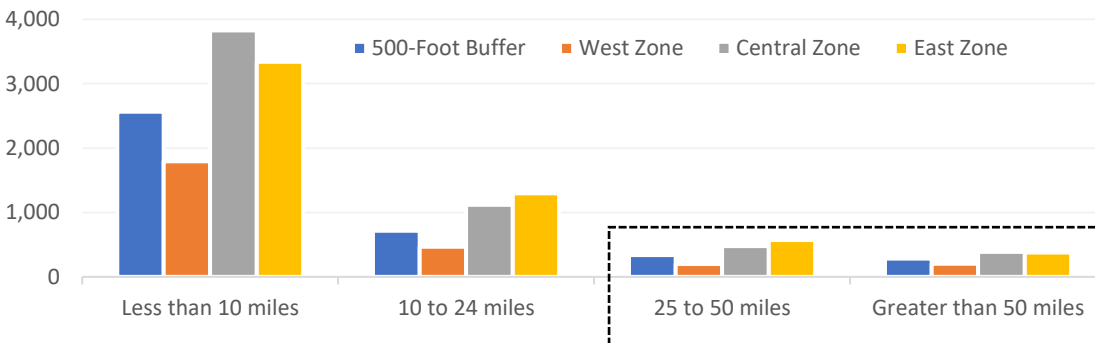 4,000
500-Foot Buffer West Zone Central Zone East Zone
3,000
2,000
1,000
0
Less than 10 miles 10 to 24 miles 25 to 50 miles Greater than 50 miles